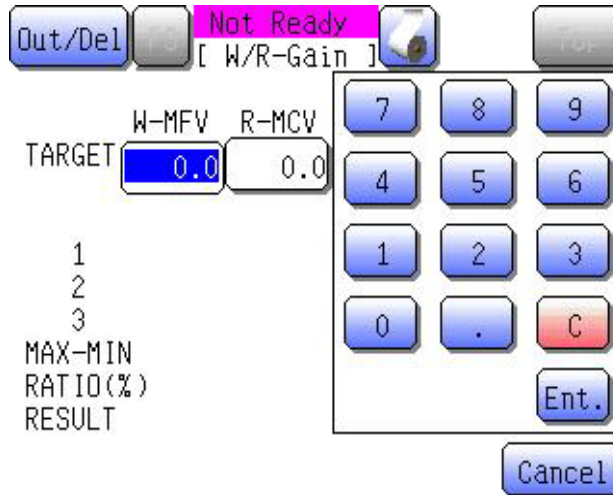 Out/Del
Not Ready
[ W/R-Gain ]
W-MFV R-MCV
TARGET 0.0 0.0
1
2
3
MAX-MIN
RATIO(%)
RESULT
7 8 9
4 5 6
1 2 3
0 . C
Ent.
Cancel